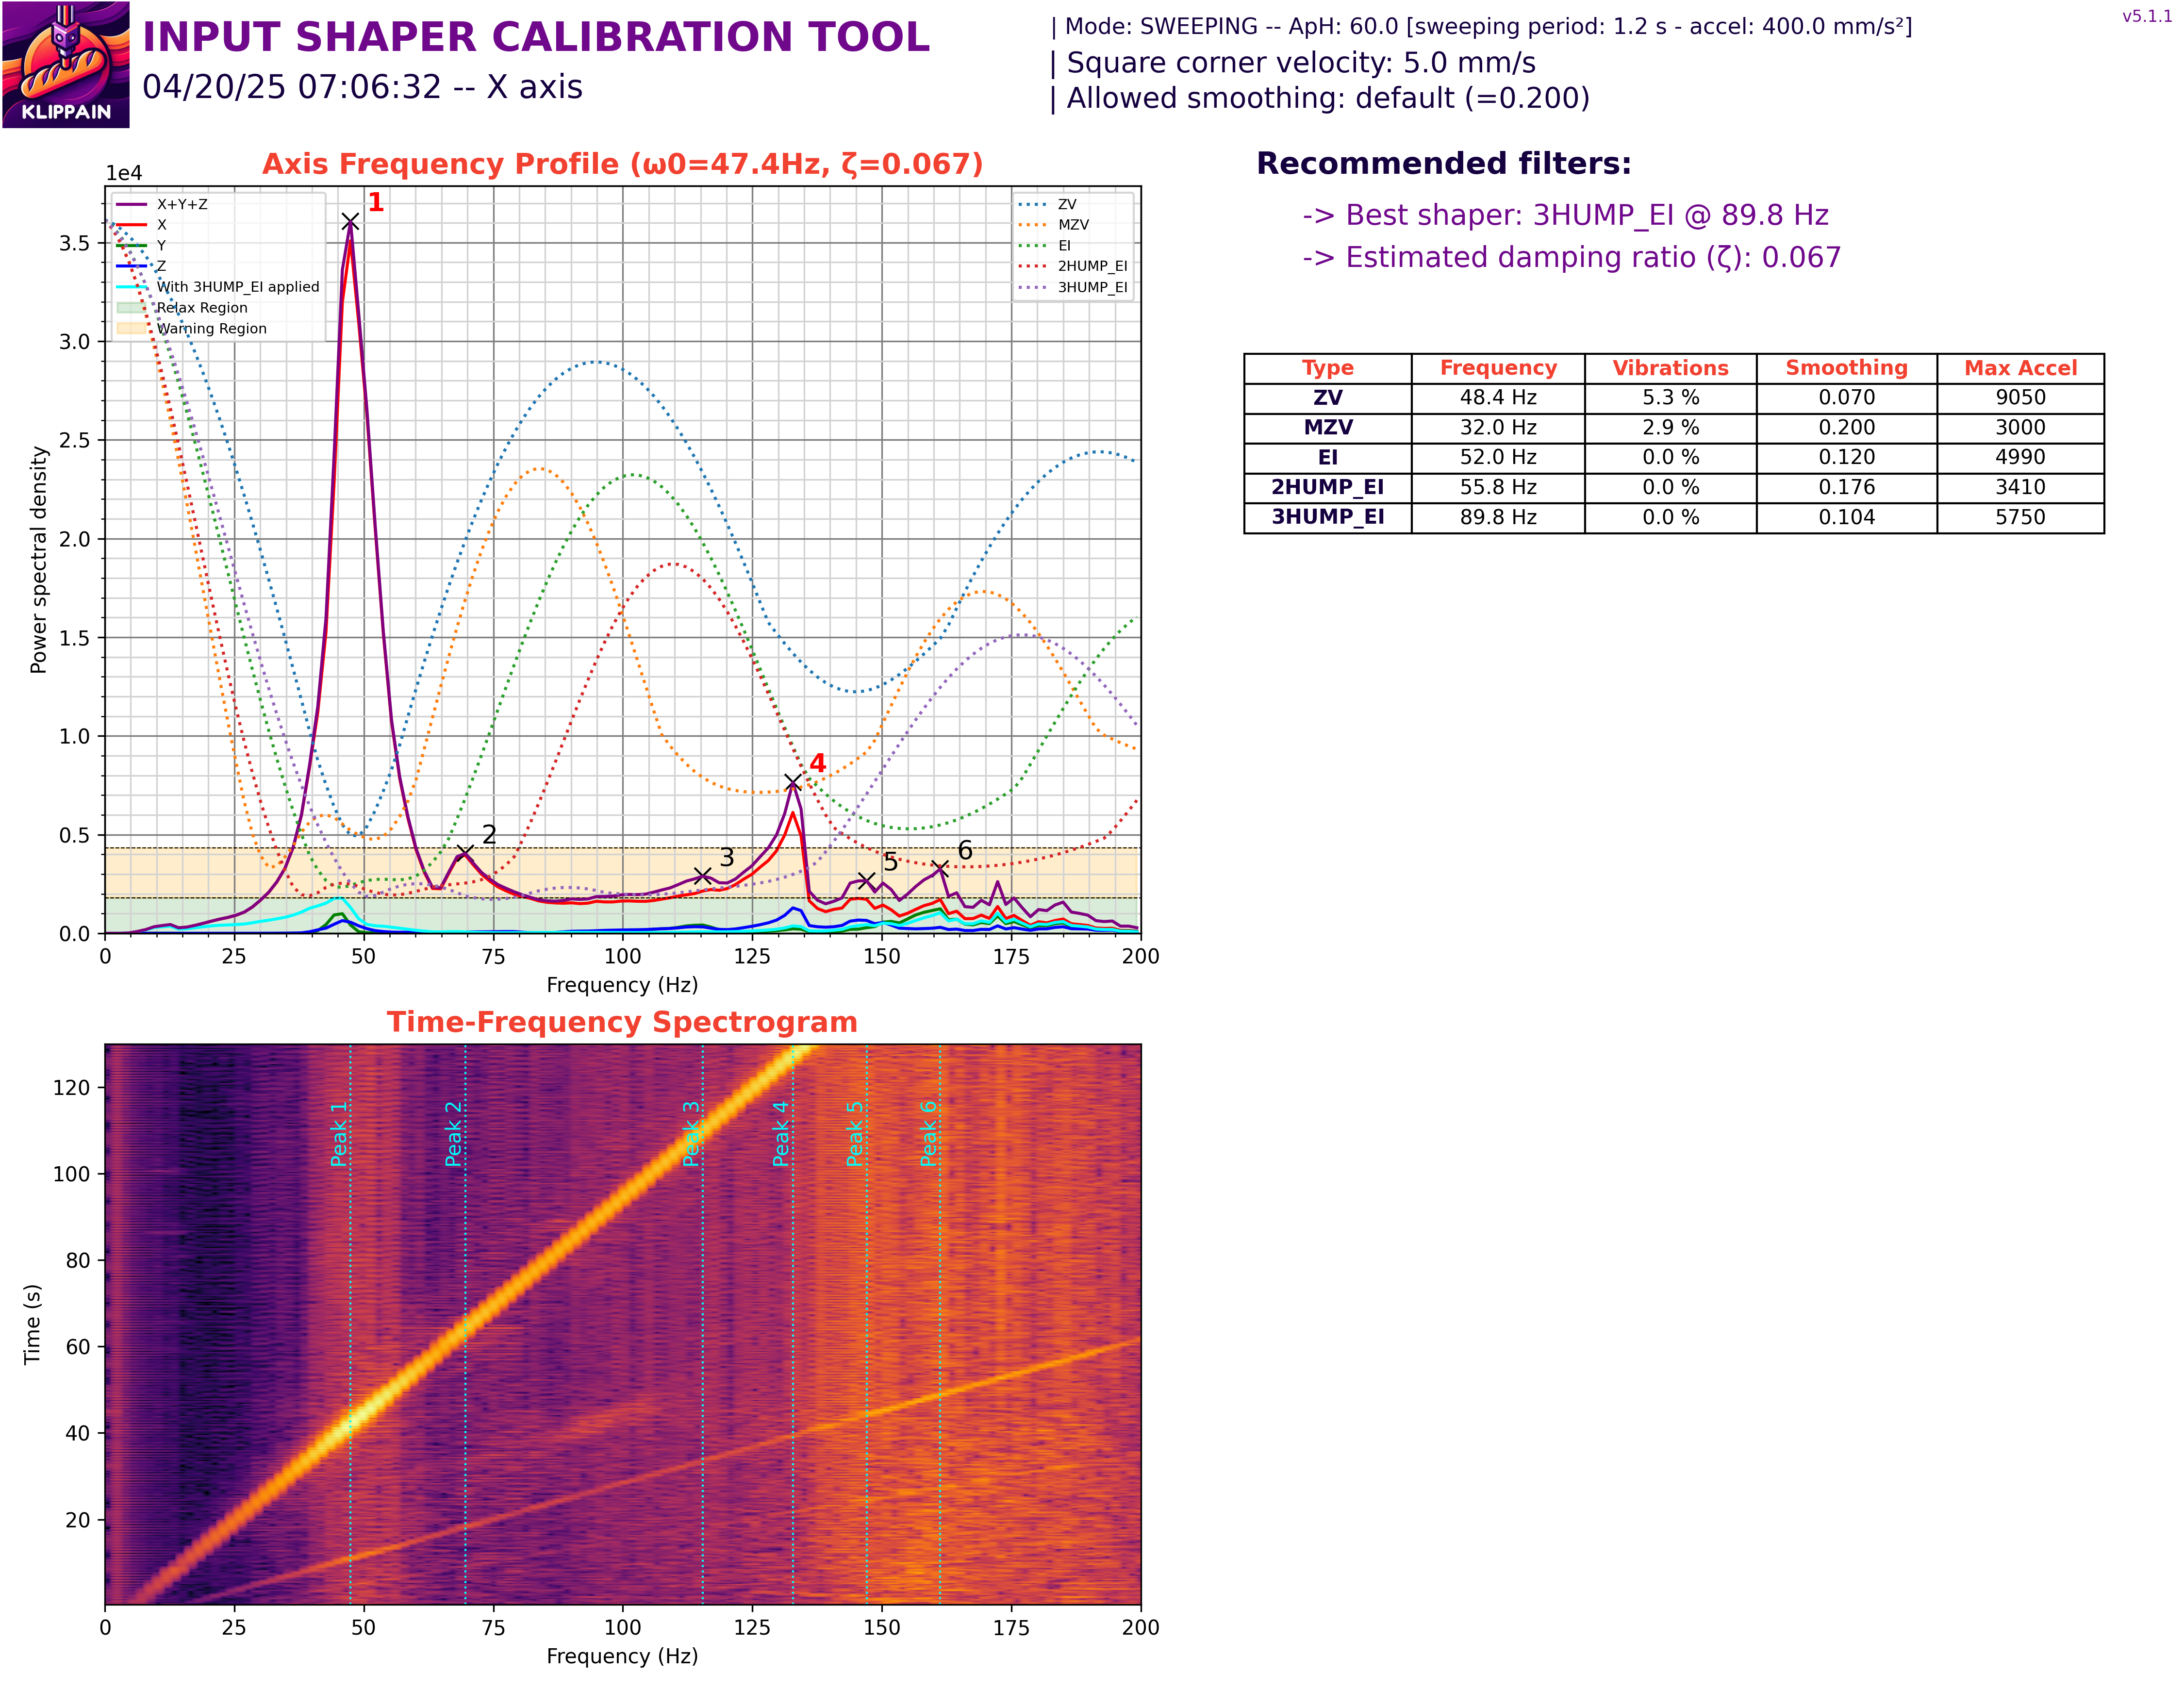 KLIPPAIN
INPUT SHAPER CALIBRATION TOOL
04/20/25 07:06:32 -- X axis
| Mode: SWEEPING -- ApH: 60.0 [sweeping period: 1.2 s - accel: 400.0 mm/s²]
| Square corner velocity: 5.0 mm/s
| Allowed smoothing: default (=0.200)
v5.1.1
Axis Frequency Profile (ω0=47.4Hz, ζ=0.067)
1e4
X+Y+Z
X
Y
Z
With 3HUMP_EI applied
Relax Region
Warning Region
ZV
MZV
EI
2HUMP_EI
3HUMP_EI
1
2
3
4
5
6
Power spectral density
3.5
3.0
2.5
2.0
1.5
1.0
0.5
0.0
0 25 50 75 100 125 150 175 200
Frequency (Hz)
Recommended filters:
-> Best shaper: 3HUMP_EI @ 89.8 Hz
-> Estimated damping ratio (ζ): 0.067
Type Frequency Vibrations Smoothing Max Accel
ZV 48.4 Hz 5.3 % 0.070 9050
MZV 32.0 Hz 2.9 % 0.200 3000
EI 52.0 Hz 0.0 % 0.120 4990
2HUMP_EI 55.8 Hz 0.0 % 0.176 3410
3HUMP_EI 89.8 Hz 0.0 % 0.104 5750
Time-Frequency Spectrogram
Time (s)
120
100
80
60
40
20
Peak 1
Peak 2
Peak 3
Peak 4
Peak 5
Peak 6
0 25 50 75 100 125 150 175 200
Frequency (Hz)